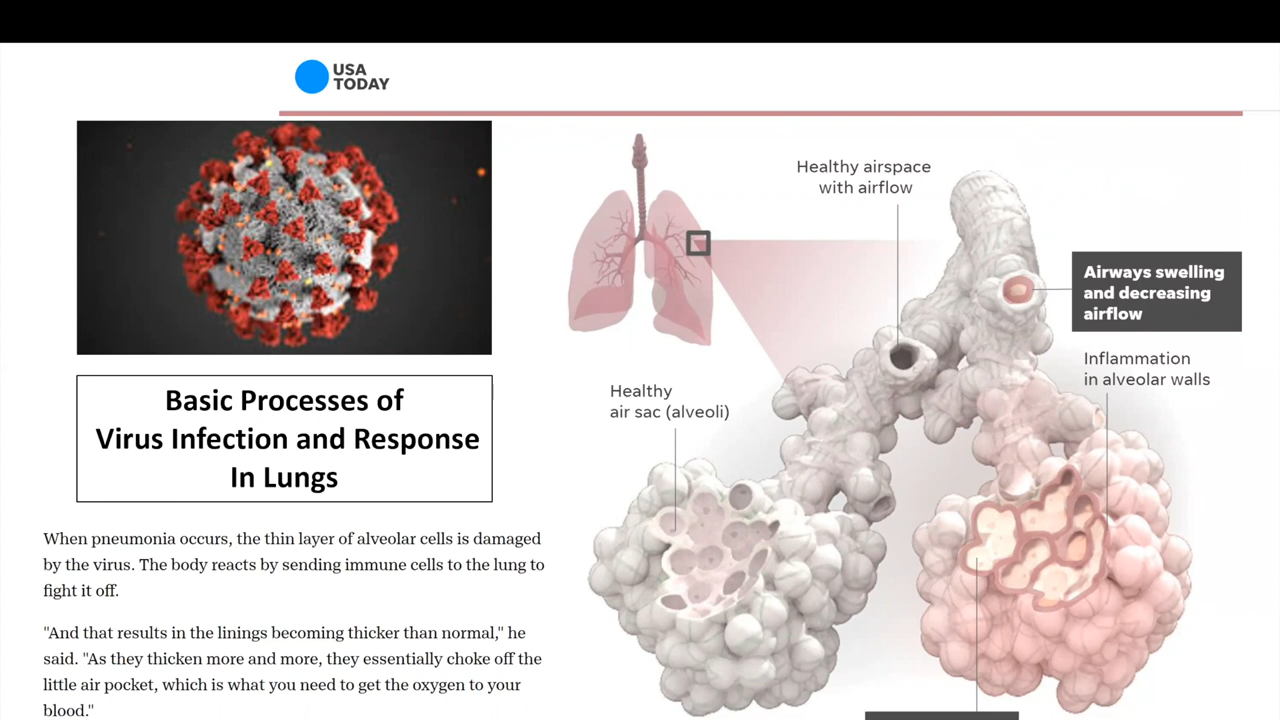 USA
TODAY
Healthy airspace
with airflow
Airways swelling
and decreasing
airflow
Inflammation
in alveolar walls
Healthy
air sac (alveoli)
Basic Processes of
Virus Infection and Response
In Lungs
When pneumonia occurs, the thin layer of alveolar cells is damaged
by the virus. The body reacts by sending immune cells to the lung to
fight it off.
"And that results in the linings becoming thicker than normal," he
said. "As they thicken more and more, they essentially choke off the
little air pocket, which is what you need to get the oxygen to your
blood."